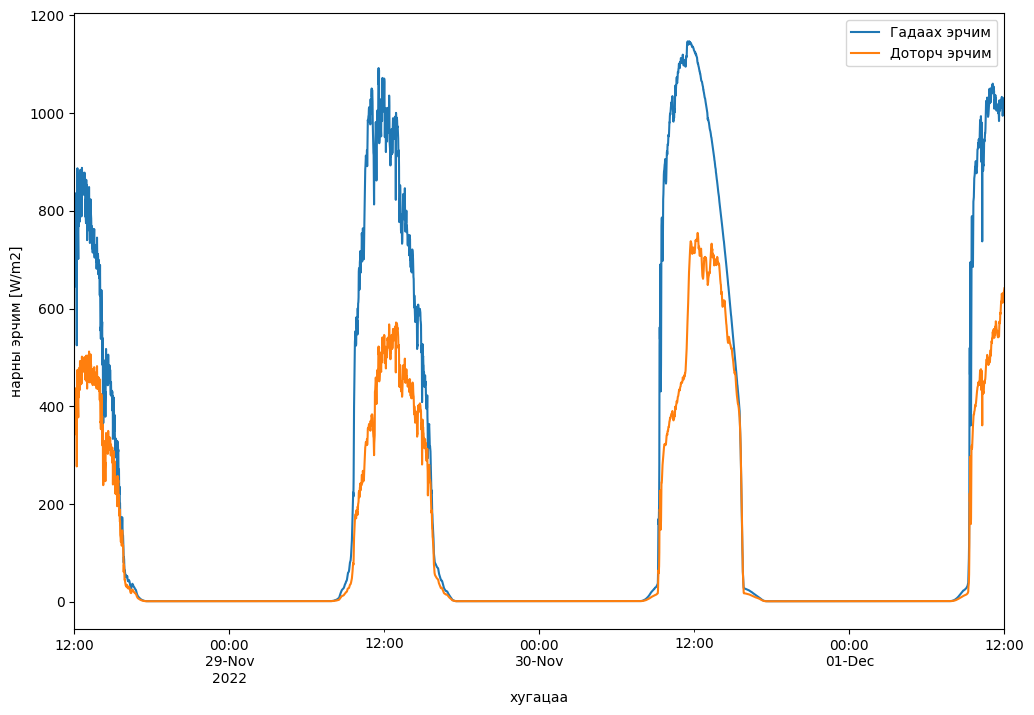 1200
1000
800
600
400
200
0
нарны эрчим [W/m2]
Гадаах эрчим
Доторч эрчим
12:00
00:00
29-Nov
2022
12:00
00:00
30-Nov
12:00
00:00
01-Dec
12:00
хугацаа